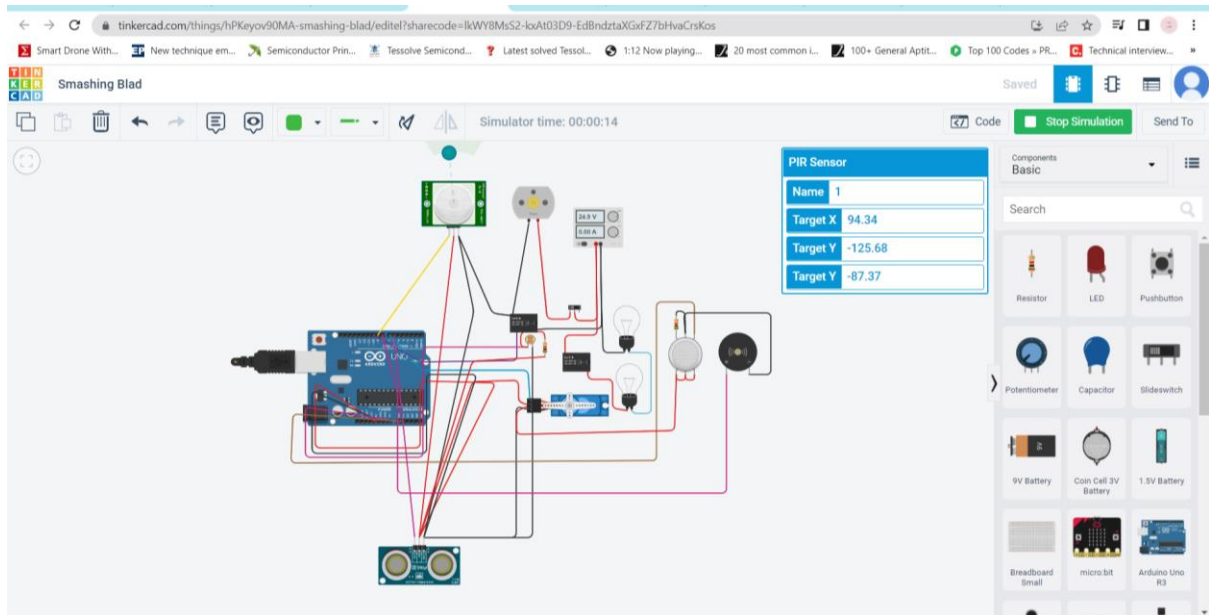 tinkercad.com/things/hPKeyov90MA-smashing-blad/editel?sharecode=lkWY8MsS2-kxAt03D9-EdBndztaXGxFZ7bHvaCrsKos
Smart Drone With... New technique em... Semiconductor Prin... Tessolve Semicond... Latest solved Tessol... 1:12 Now playing... 20 most common i... 100+ General Aptit... Top 100 Codes » PR... Technical interview... »
TIN
KER
CAD
Smashing Blad
Saved
Simulator time: 00:00:14
Code
Stop Simulation
Send To
PIR Sensor
Name 1
Target X 94.34
Target Y -125.68
Target Y -87.37
Components
Basic
Search
Resistor LED Pushbutton
Potentiometer Capacitor Slideswitch
9V Battery Coin Cell 3V Battery 1.5V Battery
Breadboard Small micro:bit Arduino Uno R3
24.5 V
0.00 A
UNO